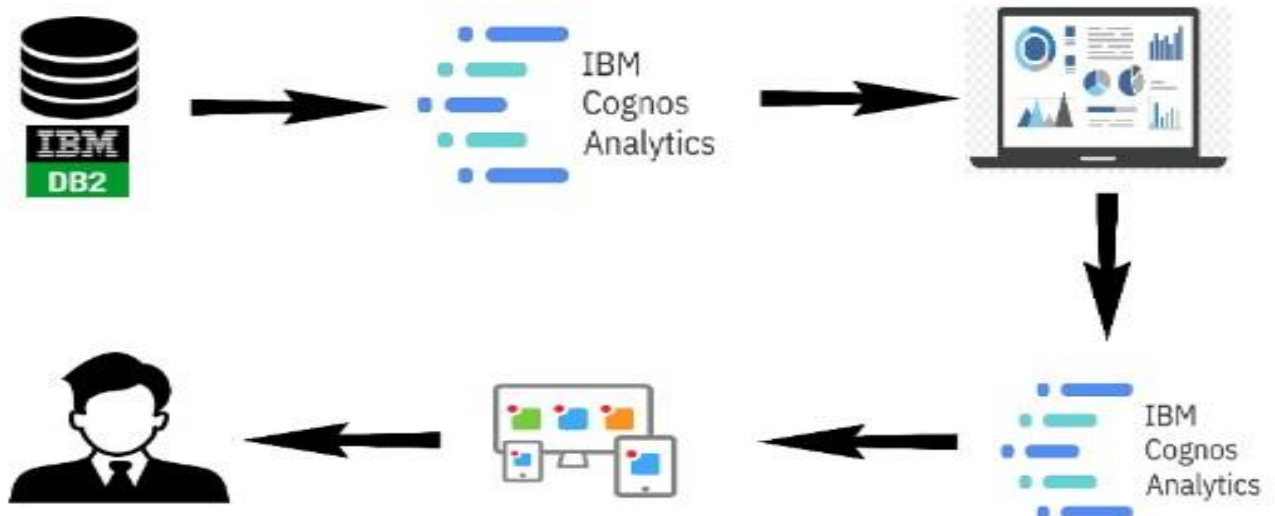 IBM
DB2
IBM
Cognos
Analytics
IBM
Cognos
Analytics